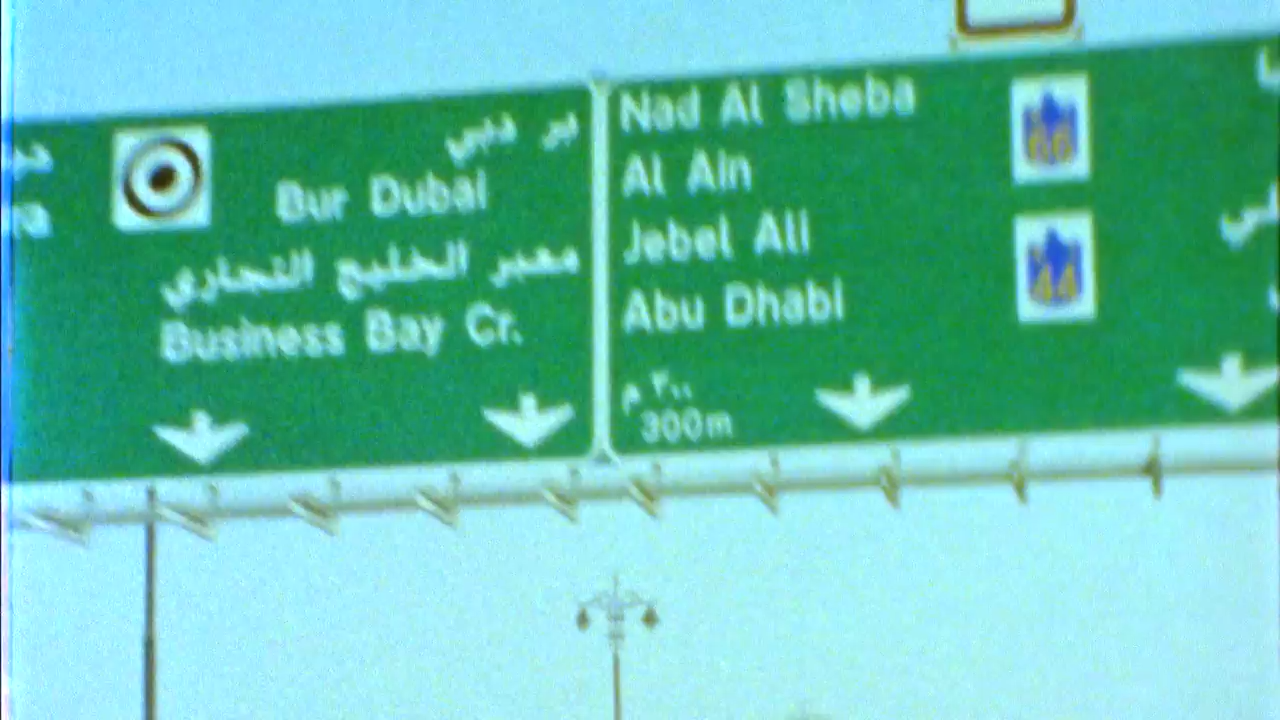 بر دبي
Bur Dubai
معبر الخليج التجاري
Business Bay Cr.
Nad Al Sheba
66
Al Ain
Jebel Ali
44
Abu Dhabi
٣٠٠ م
300m